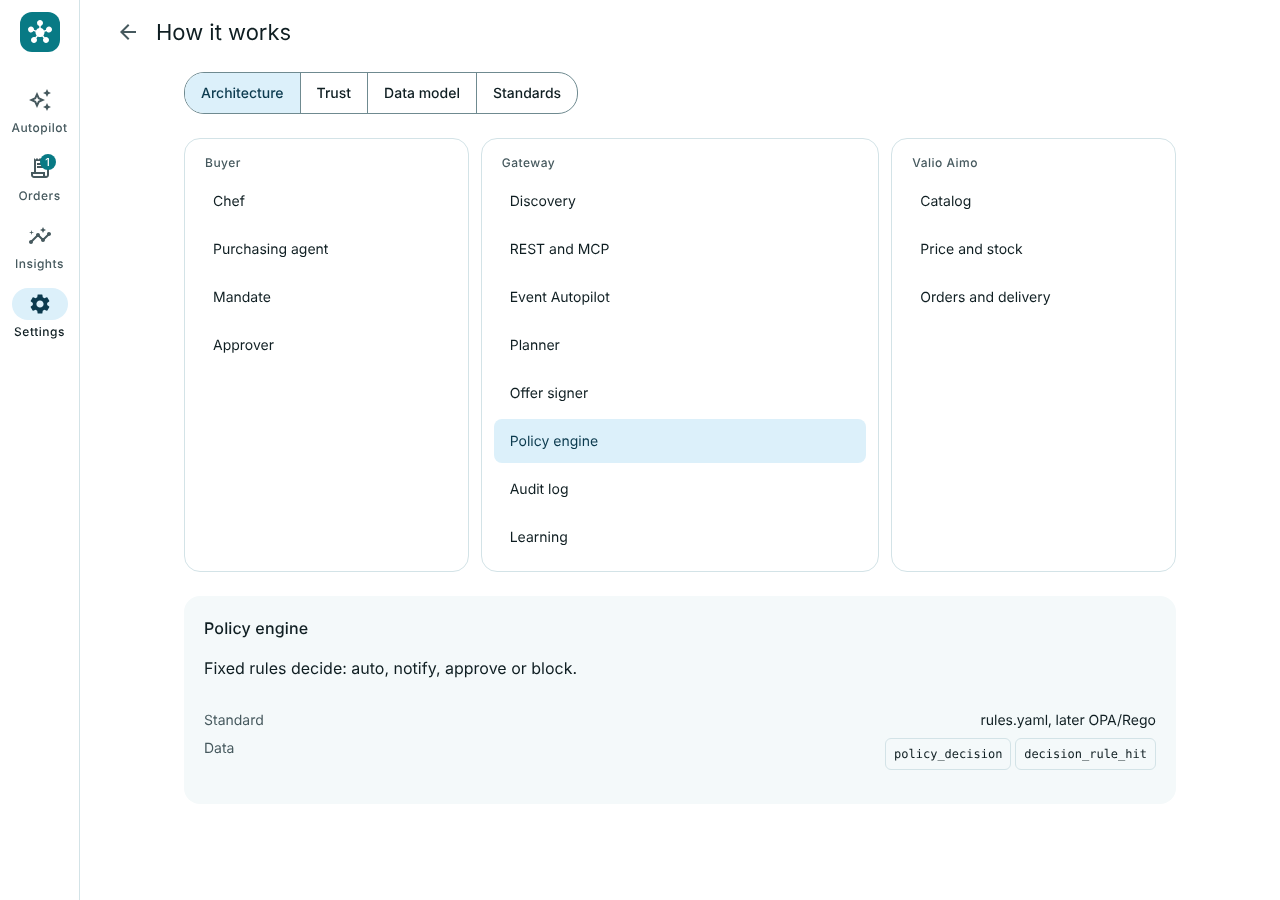 How it works
Autopilot
1
Orders
Insights
Settings
Architecture
Trust
Data model
Standards
Buyer
Chef
Purchasing agent
Mandate
Approver
Gateway
Discovery
REST and MCP
Event Autopilot
Planner
Offer signer
Policy engine
Audit log
Learning
Valio Aimo
Catalog
Price and stock
Orders and delivery
Policy engine
Fixed rules decide: auto, notify, approve or block.
Standard
rules.yaml, later OPA/Rego
Data
policy_decision
decision_rule_hit